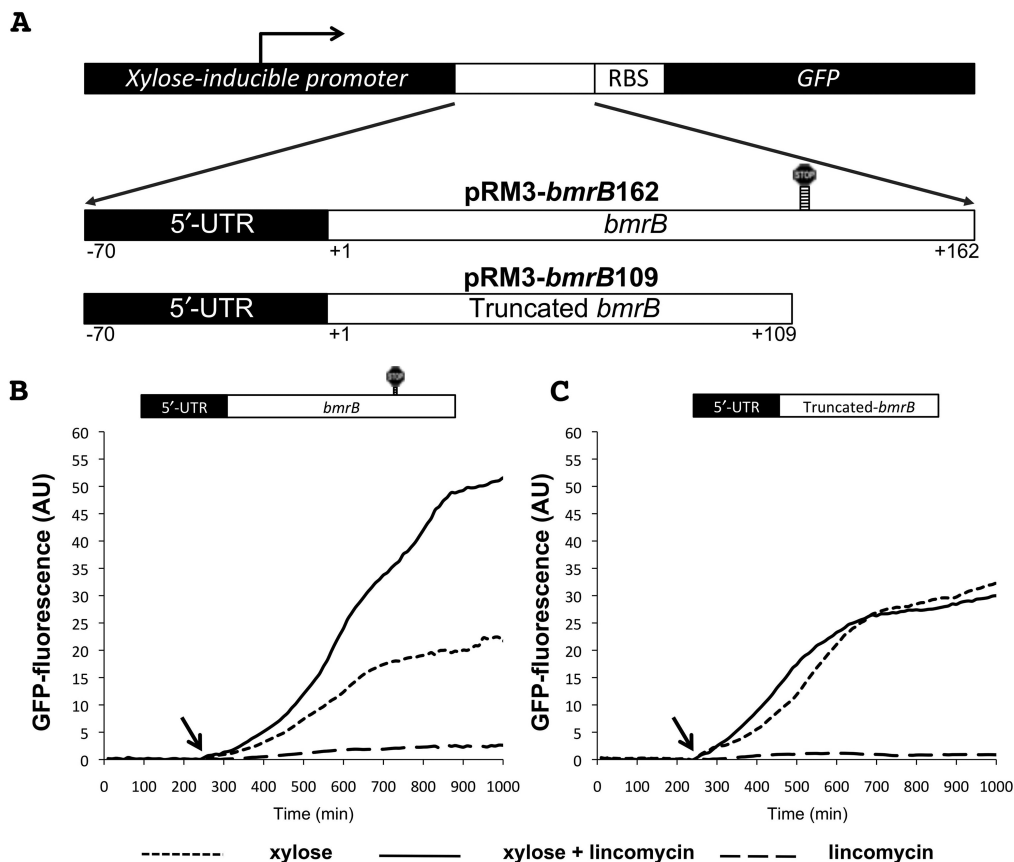 A
Xylose-inducible promoter RBS GFP
pRM3-bmrB162
STOP
5′-UTR bmrB
-70 +1 +162
pRM3-bmrB109
5′-UTR Truncated bmrB
-70 +1 +109
B
STOP
5′-UTR bmrB
GFP-fluorescence (AU)
60
55
50
45
40
35
30
25
20
15
10
5
0
0 100 200 300 400 500 600 700 800 900 1000
Time (min)
C
5′-UTR Truncated-bmrB
GFP-fluorescence (AU)
60
55
50
45
40
35
30
25
20
15
10
5
0
0 100 200 300 400 500 600 700 800 900 1000
Time (min)
xylose xylose + lincomycin lincomycin